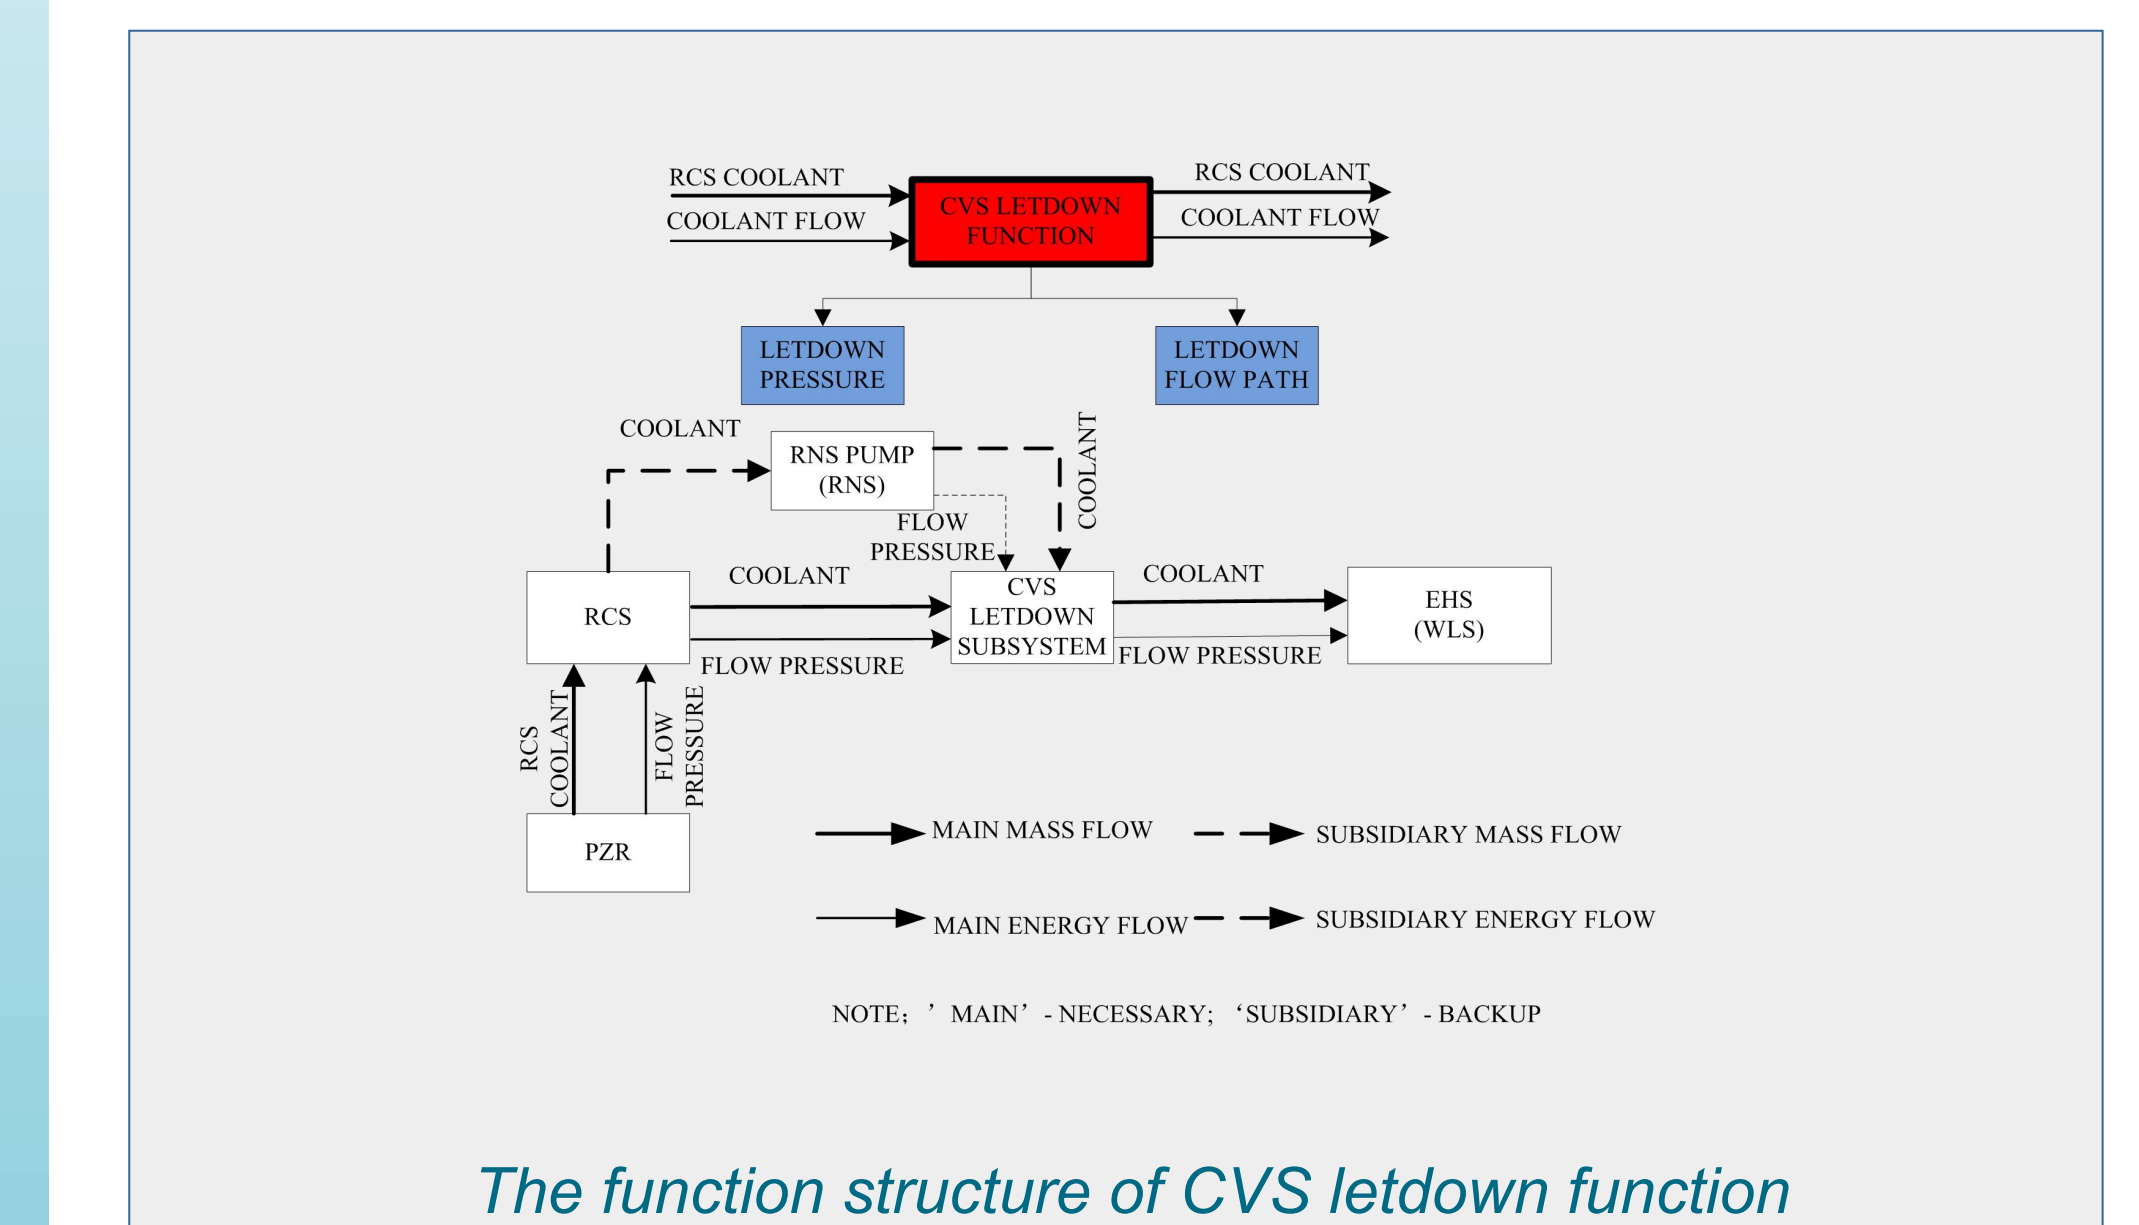 RCS COOLANT
COOLANT FLOW
CVS LETDOWN
FUNCTION
RCS COOLANT
COOLANT FLOW
LETDOWN
PRESSURE
LETDOWN
FLOW PATH
COOLANT
RNS PUMP
(RNS)
COOLANT
FLOW
PRESSURE
RCS
COOLANT
FLOW PRESSURE
CVS
LETDOWN
SUBSYSTEM
COOLANT
FLOW PRESSURE
EHS
(WLS)
RCS
COOLANT
FLOW
PRESSURE
PZR
MAIN MASS FLOW
SUBSIDIARY MASS FLOW
MAIN ENERGY FLOW
SUBSIDIARY ENERGY FLOW
NOTE；’MAIN’ - NECESSARY; ‘SUBSIDIARY’ - BACKUP
The function structure of CVS letdown function